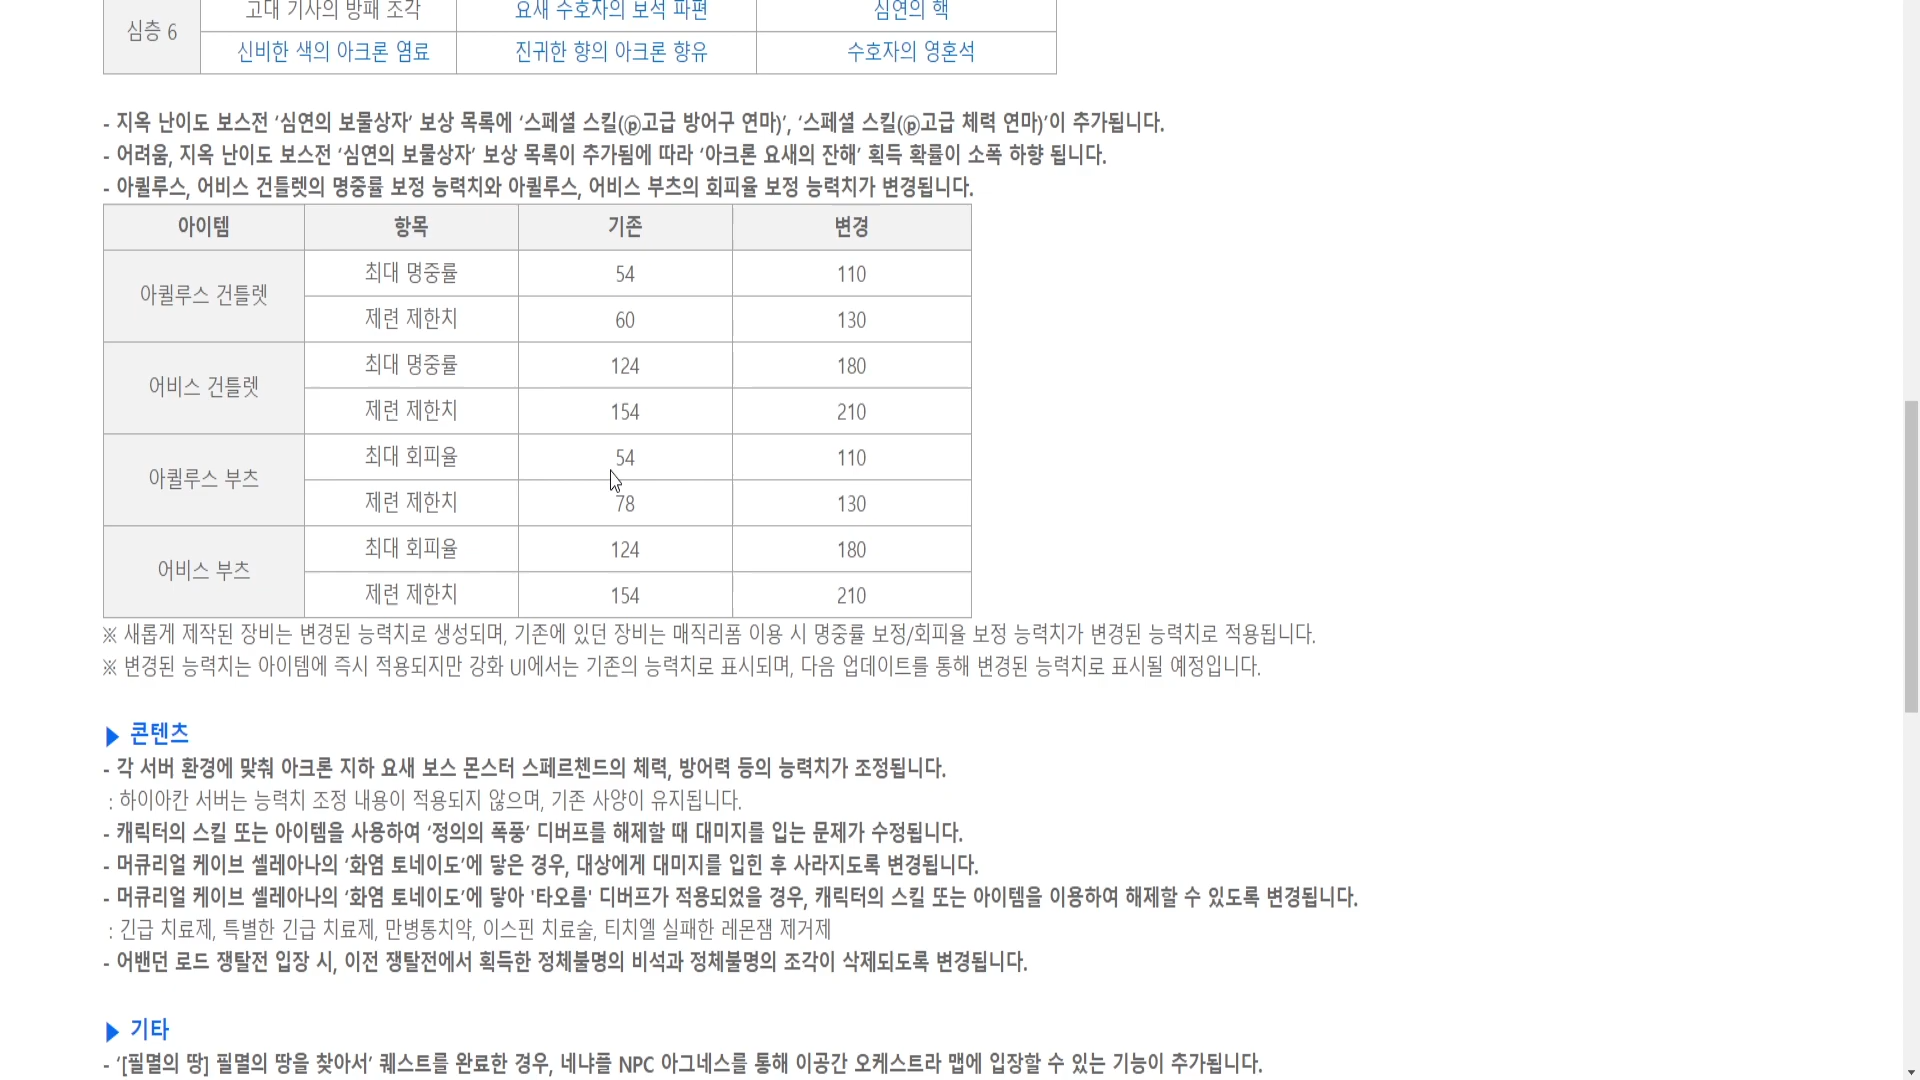 고대 기사의 방패 조각 요새 수호자의 보석 파편 심연의 핵
심층 6
신비한 색의 아크론 염료 진귀한 향의 아크론 향유 수호자의 영혼석
- 지옥 난이도 보스전 ‘심연의 보물상자’ 보상 목록에 ‘스페셜 스킬(ⓟ고급 방어구 연마)’, ‘스페셜 스킬(ⓟ고급 체력 연마)’이 추가됩니다.
- 어려움, 지옥 난이도 보스전 ‘심연의 보물상자’ 보상 목록이 추가됨에 따라 ‘아크론 요새의 잔해’ 획득 확률이 소폭 하향 됩니다.
- 아퀼루스, 어비스 건틀렛의 명중률 보정 능력치와 아퀼루스, 어비스 부츠의 회피율 보정 능력치가 변경됩니다.
아이템 항목 기존 변경
아퀼루스 건틀렛 최대 명중률 54 110
제련 제한치 60 130
어비스 건틀렛 최대 명중률 124 180
제련 제한치 154 210
아퀼루스 부츠 최대 회피율 54 110
제련 제한치 78 130
어비스 부츠 최대 회피율 124 180
제련 제한치 154 210
※ 새롭게 제작된 장비는 변경된 능력치로 생성되며, 기존에 있던 장비는 매직리폼 이용 시 명중률 보정/회피율 보정 능력치가 변경된 능력치로 적용됩니다.
※ 변경된 능력치는 아이템에 즉시 적용되지만 강화 UI에서는 기존의 능력치로 표시되며, 다음 업데이트를 통해 변경된 능력치로 표시될 예정입니다.
▶ 콘텐츠
- 각 서버 환경에 맞춰 아크론 지하 요새 보스 몬스터 스페르첸드의 체력, 방어력 등의 능력치가 조정됩니다.
: 하이아칸 서버는 능력치 조정 내용이 적용되지 않으며, 기존 사양이 유지됩니다.
- 캐릭터의 스킬 또는 아이템을 사용하여 ‘정의의 폭풍’ 디버프를 해제할 때 대미지를 입는 문제가 수정됩니다.
- 머큐리얼 케이브 셀레아나의 ‘화염 토네이도’에 닿은 경우, 대상에게 대미지를 입힌 후 사라지도록 변경됩니다.
- 머큐리얼 케이브 셀레아나의 ‘화염 토네이도’에 닿아 '타오름' 디버프가 적용되었을 경우, 캐릭터의 스킬 또는 아이템을 이용하여 해제할 수 있도록 변경됩니다.
: 긴급 치료제, 특별한 긴급 치료제, 만병통치약, 이스핀 치료술, 티치엘 실패한 레몬잼 제거제
- 어밴던 로드 쟁탈전 입장 시, 이전 쟁탈전에서 획득한 정체불명의 비석과 정체불명의 조각이 삭제되도록 변경됩니다.
▶ 기타
- ‘[필멸의 땅] 필멸의 땅을 찾아서’ 퀘스트를 완료한 경우, 네냐플 NPC 아그네스를 통해 이공간 오케스트라 맵에 입장할 수 있는 기능이 추가됩니다.